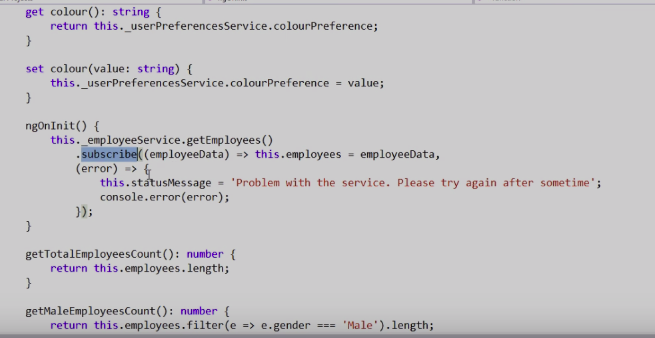 get colour(): string {
return this._userPreferencesService.colourPreference;
}
set colour(value: string) {
this._userPreferencesService.colourPreference = value;
}
ngOnInit() {
this._employeeService.getEmployees()
.subscribe((employeeData) => this.employees = employeeData,
(error) => {
this.statusMessage = 'Problem with the service. Please try again after sometime';
console.error(error);
});
}
getTotalEmployeesCount(): number {
return this.employees.length;
}
getMaleEmployeesCount(): number {
return this.employees.filter(e => e.gender === 'Male').length;